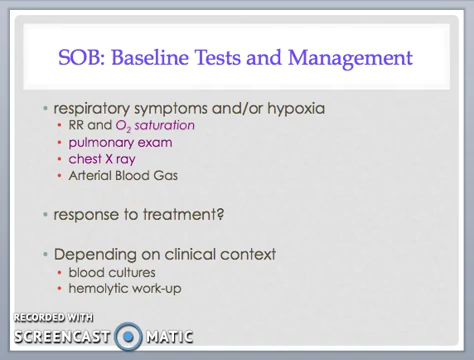 SOB: Baseline Tests and Management
• respiratory symptoms and/or hypoxia
• RR and O₂ saturation
• pulmonary exam
• chest X ray
• Arterial Blood Gas
• response to treatment?
• Depending on clinical context
• blood cultures
• hemolytic work-up
RECORDED WITH
SCREENCAST MATIC